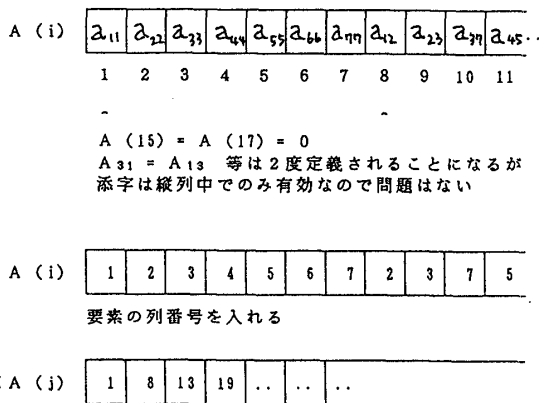 A (i) a₁₁ a₂₂ a₃₃ a₄₄ a₅₅ a₆₆ a₇₇ a₁₂ a₂₃ a₃₇ a₄₅..
1 2 3 4 5 6 7 8 9 10 11
A (15) = A (17) = 0
A₃₁ = A₁₃ 等は２度定義されることになるが
添字は縦列中でのみ有効なので問題はない
A (i) 1 2 3 4 5 6 7 2 3 7 5
要素の列番号を入れる
A (j) 1 8 13 19 .. .. ..